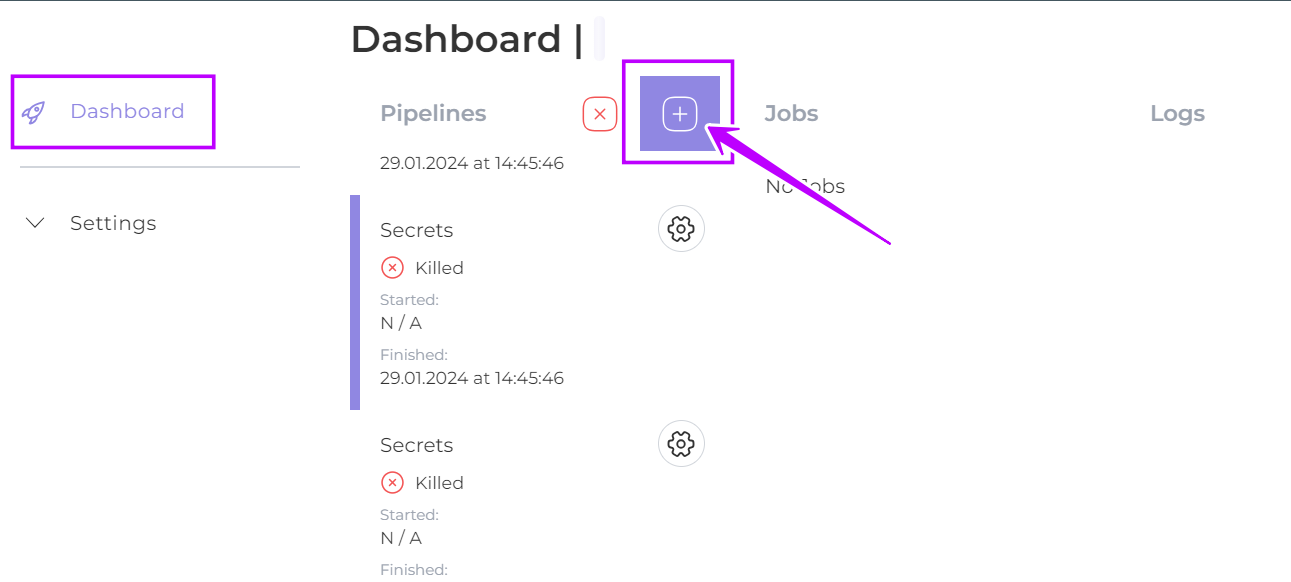 Dashboard |
Dashboard
Settings
Pipelines
Jobs
Logs
29.01.2024 at 14:45:46
No Jobs
Secrets
Killed
Started:
N / A
Finished:
29.01.2024 at 14:45:46
Secrets
Killed
Started:
N / A
Finished: